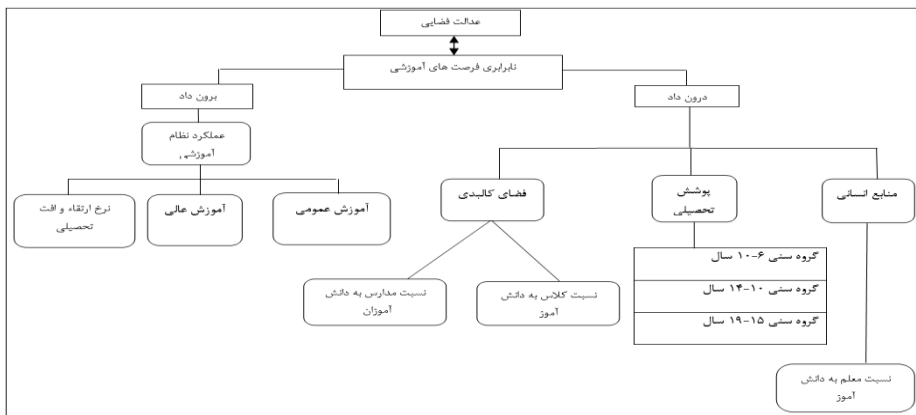 عدالت فضایی
نابرابری فرصت های آموزشی
درون داد
برون داد
عملکرد نظام
آموزشی
منابع انسانی
پوشش
تحصیلی
فضای کالبدی
آموزش عمومی
آموزش عالی
نرخ ارتقاء و افت
تحصیلی
گروه سنی ۶-۱۰ سال
گروه سنی ۱۰-۱۴ سال
گروه سنی ۱۵-۱۹ سال
نسبت کلاس به دانش
آموز
نسبت مدارس به دانش
آموزان
نسبت معلم به دانش
آموز